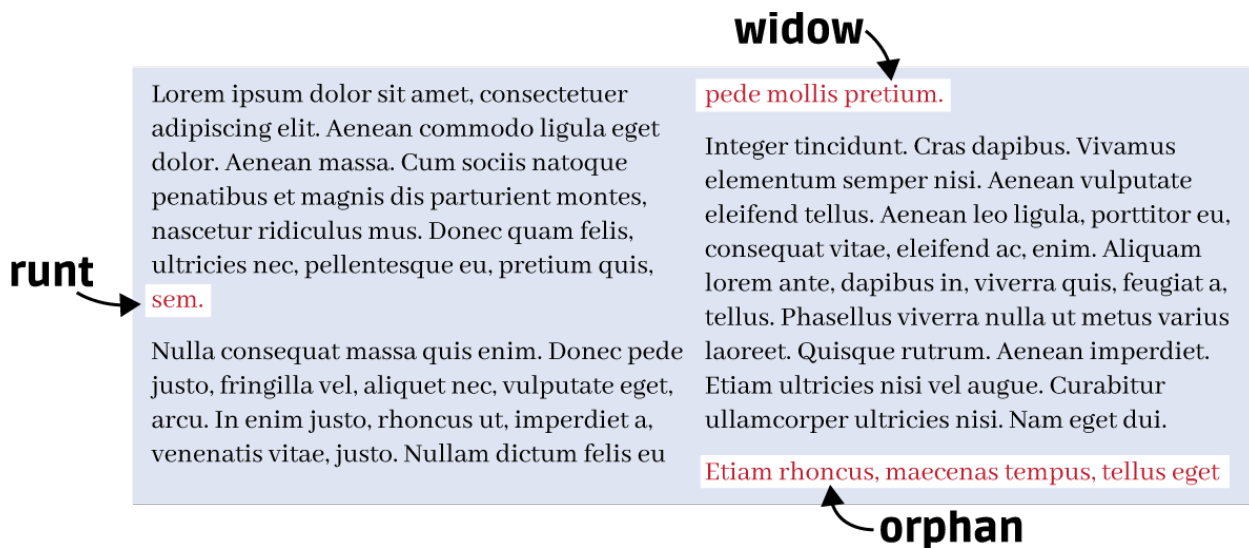 widow
Lorem ipsum dolor sit amet, consectetuer
adipiscing elit. Aenean commodo ligula eget
dolor. Aenean massa. Cum sociis natoque
penatibus et magnis dis parturient montes,
nascetur ridiculus mus. Donec quam felis,
ultricies nec, pellentesque eu, pretium quis,
runt
sem.
Nulla consequat massa quis enim. Donec pede
justo, fringilla vel, aliquet nec, vulputate eget,
arcu. In enim justo, rhoncus ut, imperdiet a,
venenatis vitae, justo. Nullam dictum felis eu
pede mollis pretium.
Integer tincidunt. Cras dapibus. Vivamus
elementum semper nisi. Aenean vulputate
eleifend tellus. Aenean leo ligula, porttitor eu,
consequat vitae, eleifend ac, enim. Aliquam
lorem ante, dapibus in, viverra quis, feugiat a,
tellus. Phasellus viverra nulla ut metus varius
laoreet. Quisque rutrum. Aenean imperdiet.
Etiam ultricies nisi vel augue. Curabitur
ullamcorper ultricies nisi. Nam eget dui.
Etiam rhoncus, maecenas tempus, tellus eget
orphan